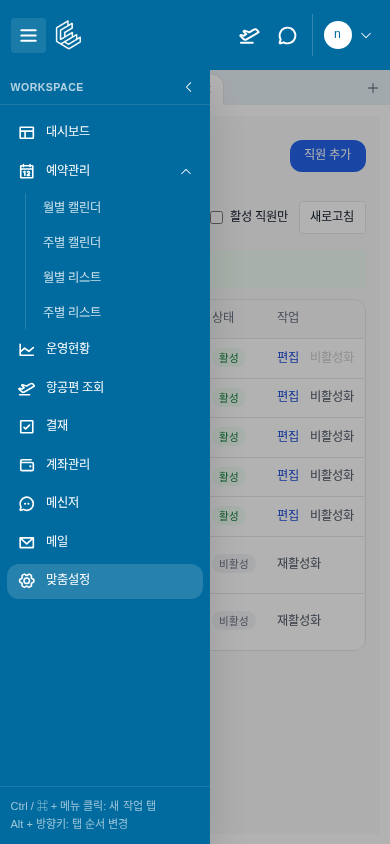 n
WORKSPACE
대시보드
예약관리
월별 캘린더
주별 캘린더
월별 리스트
주별 리스트
운영현황
항공편 조회
결재
계좌관리
메신저
메일
맞춤설정
Ctrl / ⌘ + 메뉴 클릭: 새 작업 탭
Alt + 방향키: 탭 순서 변경
직원 추가
활성 직원만 새로고침
상태 작업
활성 편집 비활성화
활성 편집 비활성화
활성 편집 비활성화
활성 편집 비활성화
활성 편집 비활성화
비활성 재활성화
비활성 재활성화